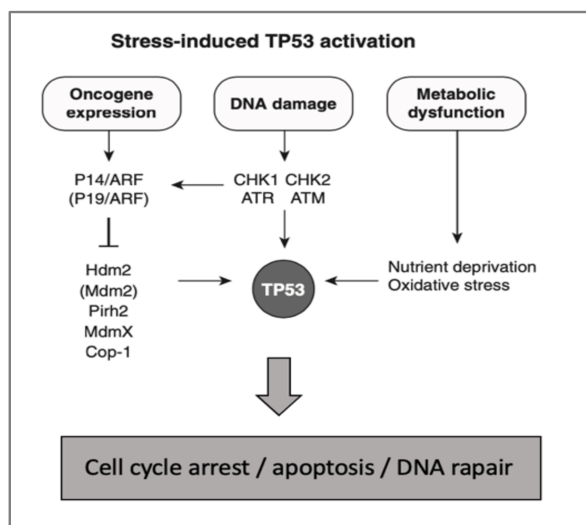 Stress-induced TP53 activation
Oncogene
expression
DNA damage
Metabolic
dysfunction
P14/ARF
(P19/ARF)
CHK1 CHK2
ATR ATM
Hdm2
(Mdm2)
Pirh2
MdmX
Cop-1
TP53
Nutrient deprivation
Oxidative stress
Cell cycle arrest / apoptosis / DNA rapair